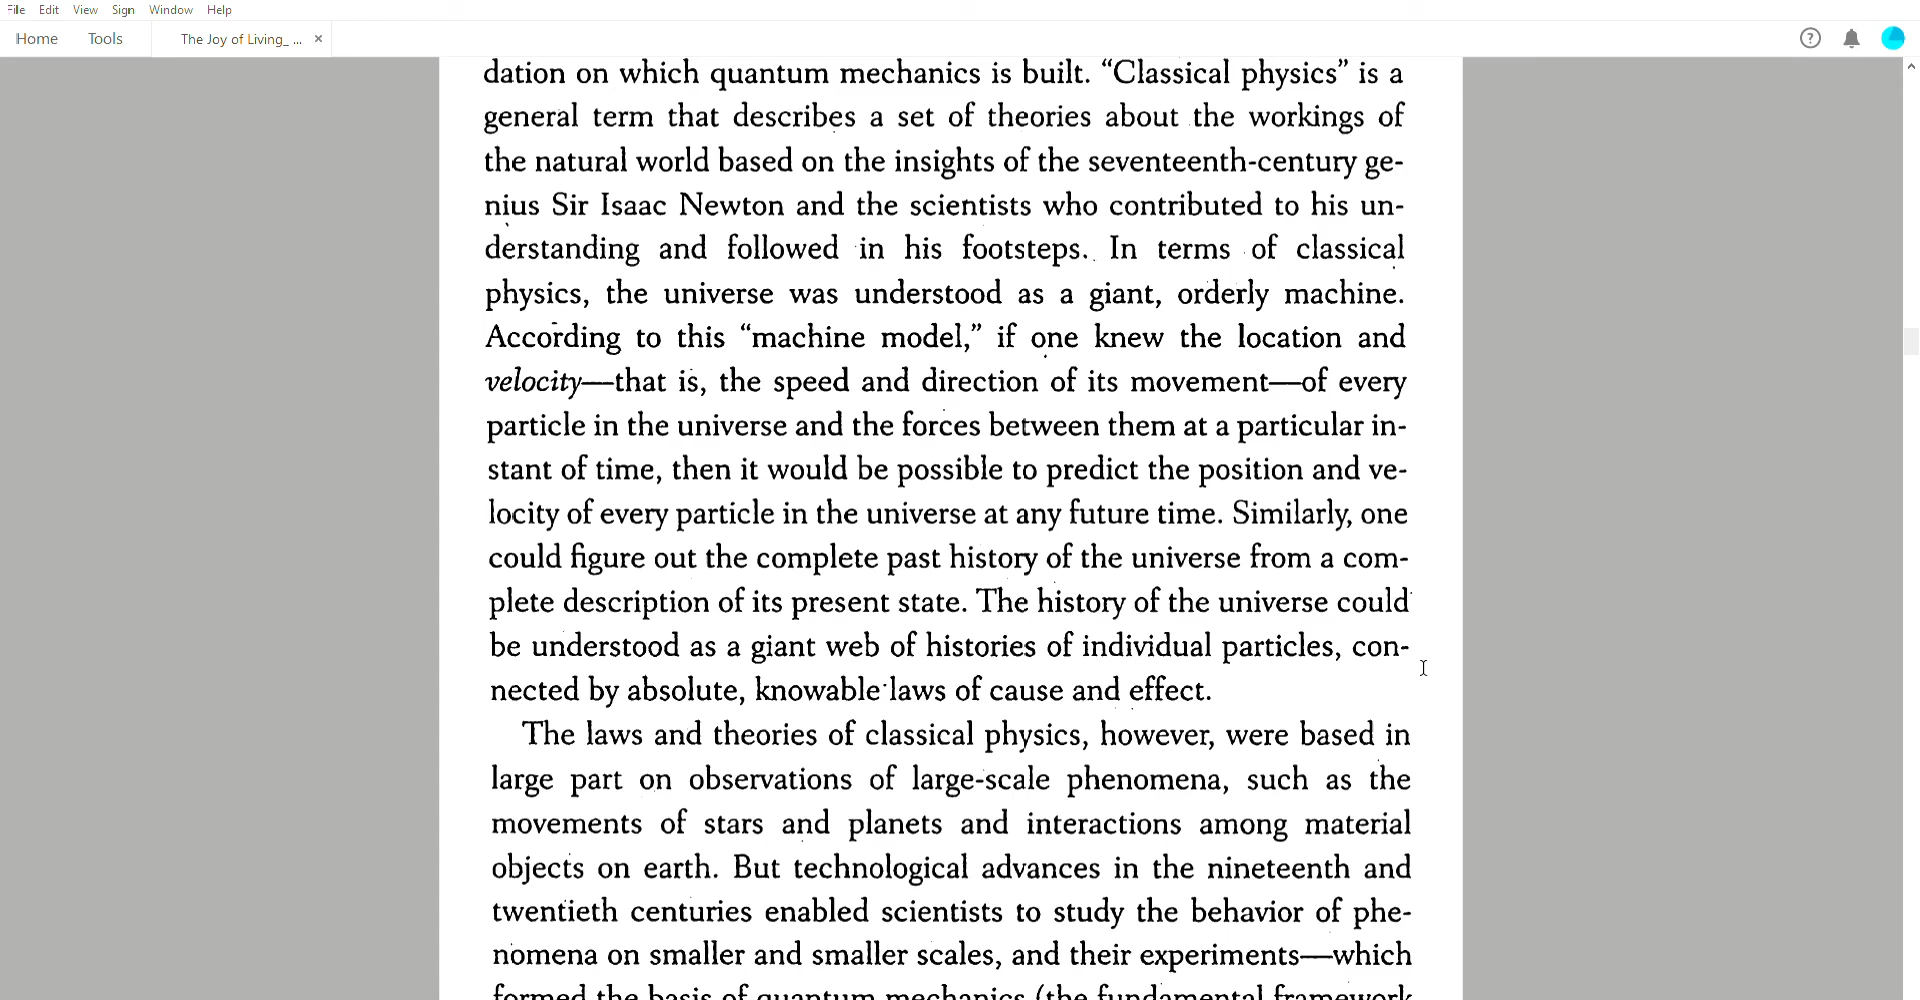 File Edit View Sign Window Help
Home Tools The Joy of Living_ ... ×
dation on which quantum mechanics is built. “Classical physics” is a
general term that describes a set of theories about the workings of
the natural world based on the insights of the seventeenth-century ge-
nius Sir Isaac Newton and the scientists who contributed to his un-
derstanding and followed in his footsteps. In terms of classical
physics, the universe was understood as a giant, orderly machine.
According to this “machine model,” if one knew the location and
velocity—that is, the speed and direction of its movement—of every
particle in the universe and the forces between them at a particular in-
stant of time, then it would be possible to predict the position and ve-
locity of every particle in the universe at any future time. Similarly, one
could figure out the complete past history of the universe from a com-
plete description of its present state. The history of the universe could
be understood as a giant web of histories of individual particles, con-
nected by absolute, knowable laws of cause and effect.
The laws and theories of classical physics, however, were based in
large part on observations of large-scale phenomena, such as the
movements of stars and planets and interactions among material
objects on earth. But technological advances in the nineteenth and
twentieth centuries enabled scientists to study the behavior of phe-
nomena on smaller and smaller scales, and their experiments—which
formed the basis of quantum mechanics (the fundamental framework